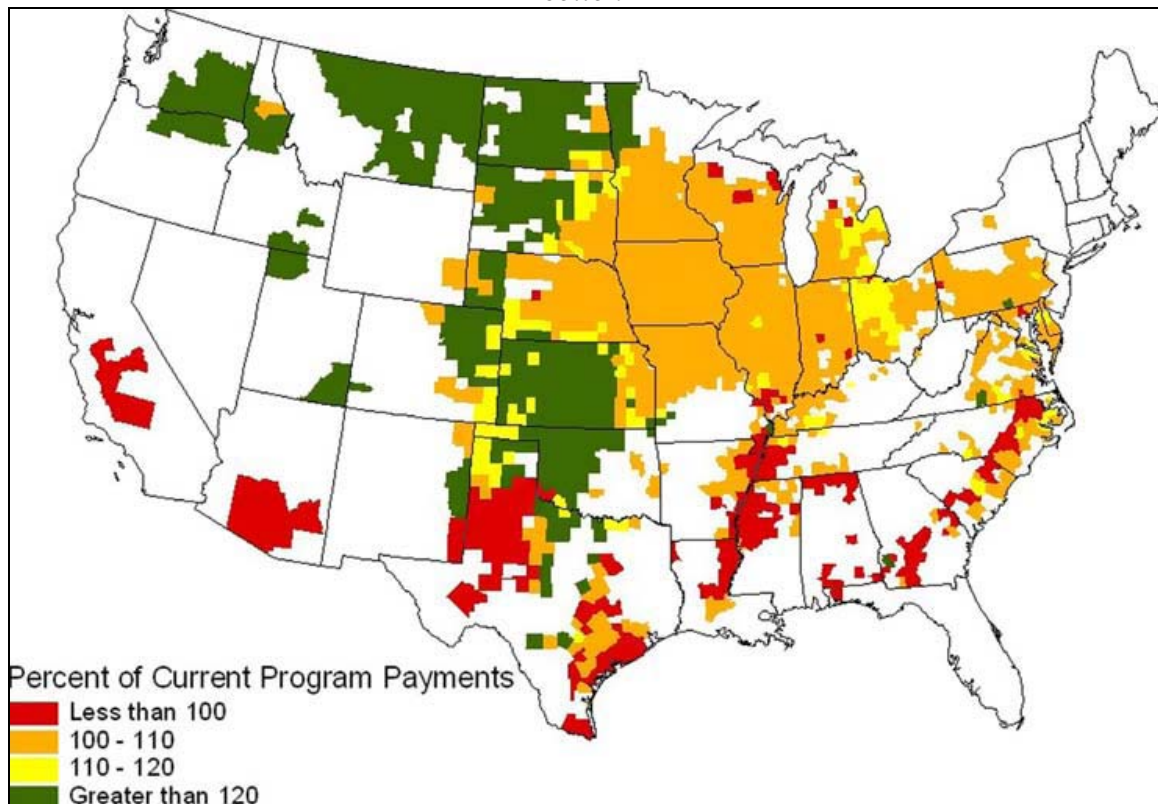 Percent of Current Program Payments
Less than 100
100 - 110
110 - 120
Greater than 120